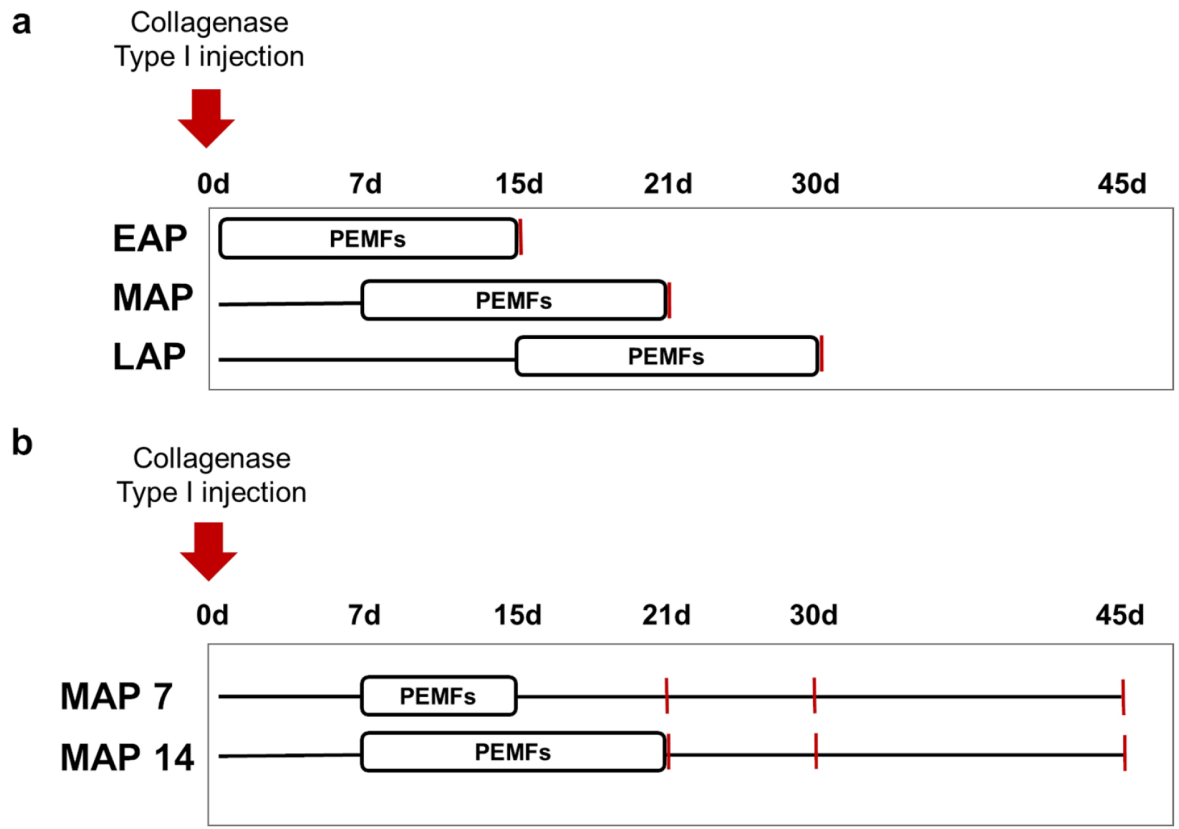 a
Collagenase
Type I injection
0d 7d 15d 21d 30d 45d
EAP PEMFs
MAP PEMFs
LAP PEMFs
b
Collagenase
Type I injection
0d 7d 15d 21d 30d 45d
MAP 7 PEMFs
MAP 14 PEMFs